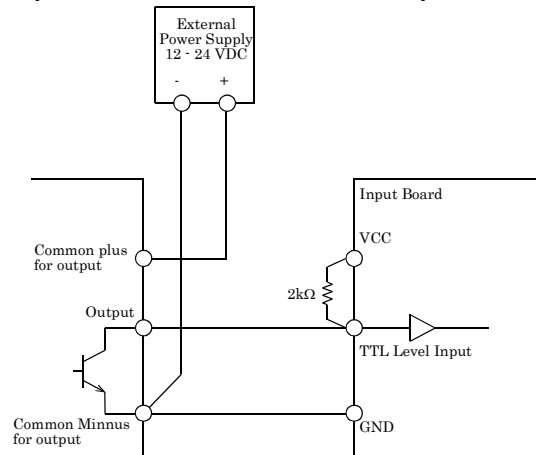 External
Power Supply
12 - 24 VDC
- +
Input Board
VCC
Common plus
for output
2kΩ
Output
TTL Level Input
Common Minnus
for output
GND